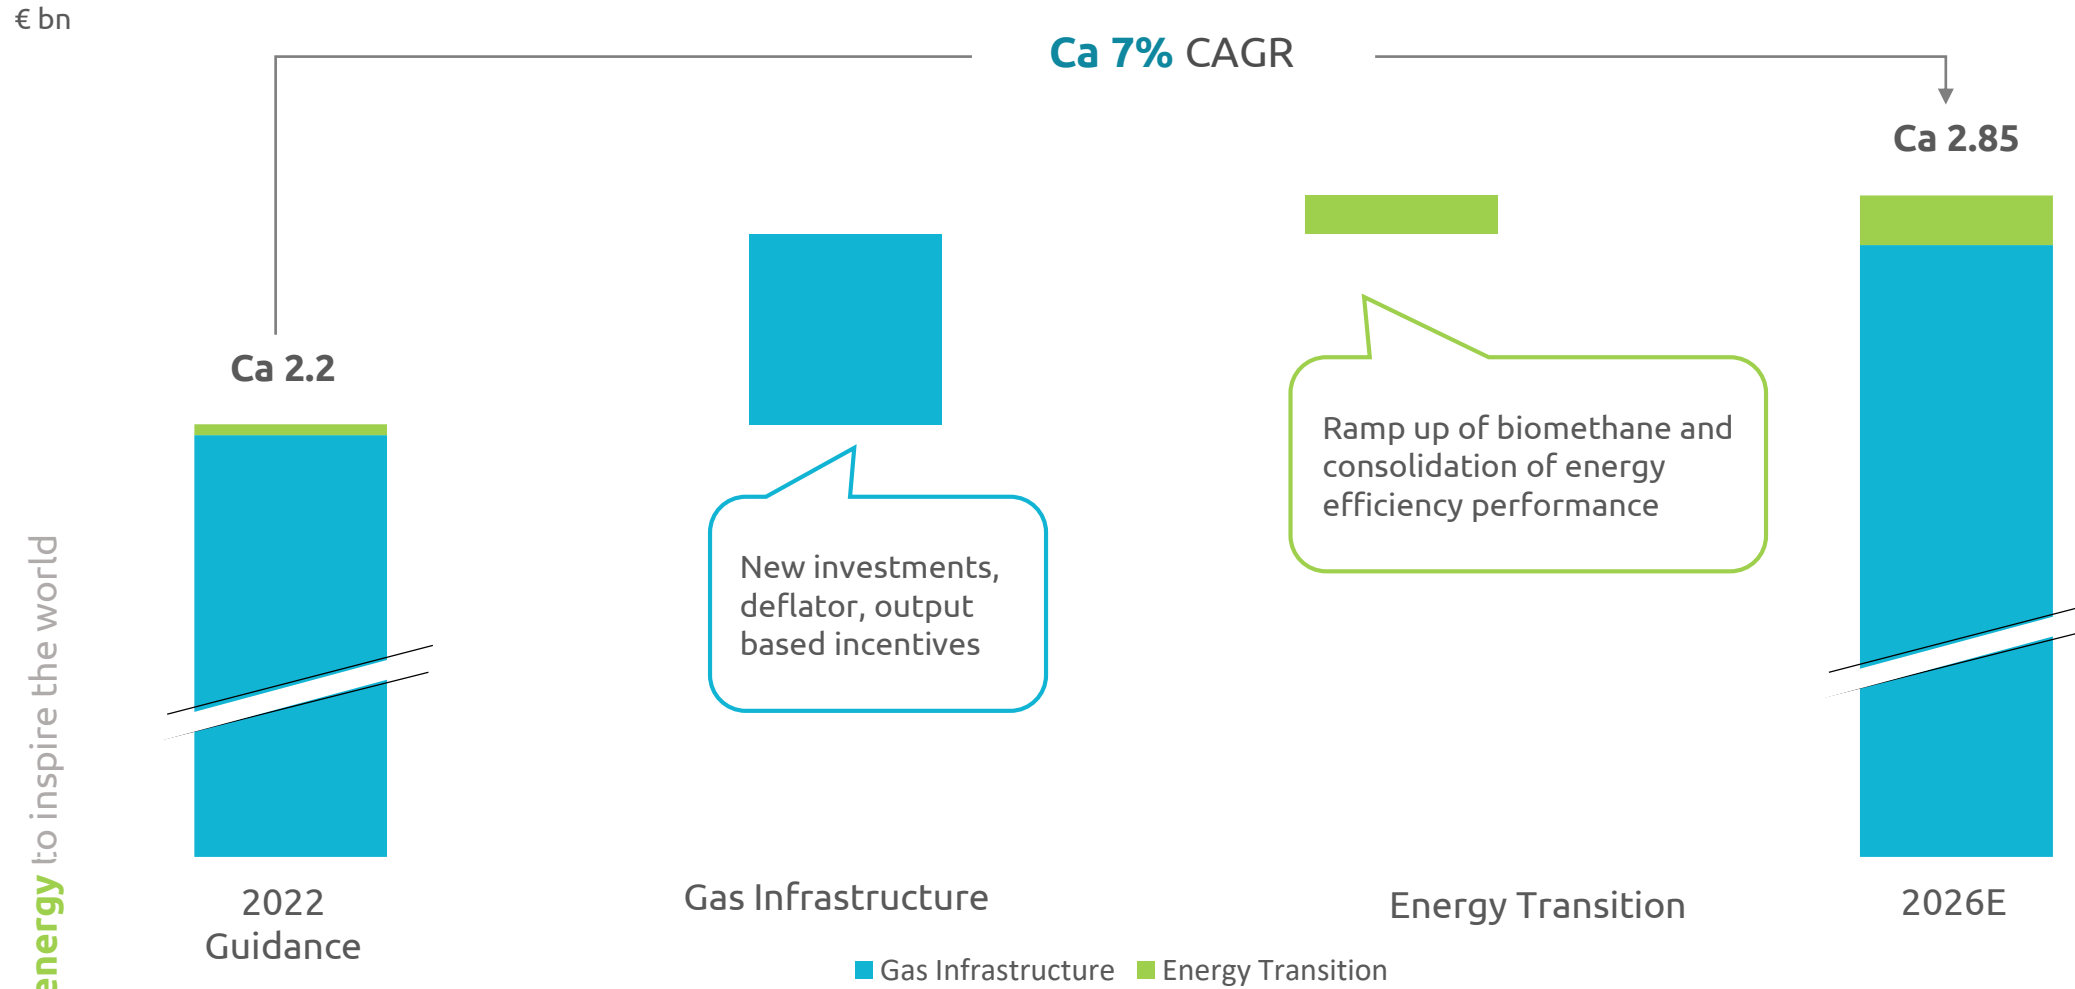 € bn
Ca 7% CAGR
Ca 2.85
Ca 2.2
Ramp up of biomethane and
consolidation of energy
efficiency performance
New investments,
deflator, output
based incentives
energy to inspire the world
2022
Guidance
Gas Infrastructure
Energy Transition
2026E
Gas Infrastructure Energy Transition